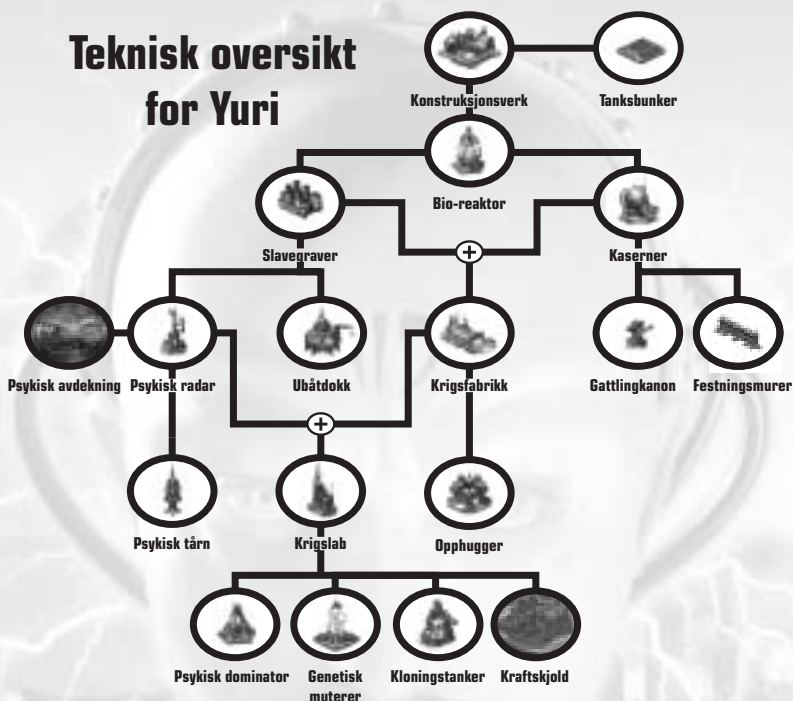 Teknisk oversikt
for Yuri
Konstruksjonsverk
Tanksbunker
Bio-reaktor
Slavegraver
Kaserner
+
Psykisk avdekning
Psykisk radar
Ubåtdokk
Krigsfabrikk
Gattlingkanon
Festningsmurer
+
Psykisk tårn
Krigslab
Opphugger
Psykisk dominator
Genetisk
muterer
Kloningstanker
Kraftskjold